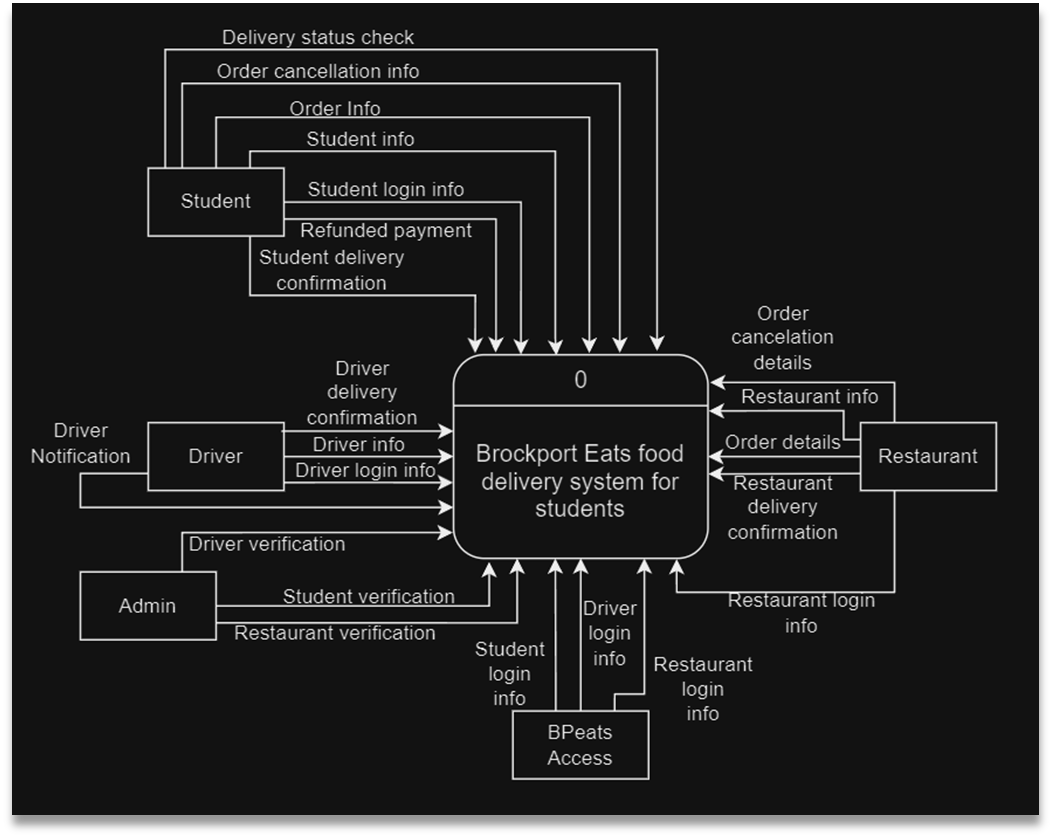 Delivery status check
Order cancellation info
Order Info
Student info
Student
Student login info
Refunded payment
Student delivery
confirmation
Order
cancelation
details
0
Driver
delivery
confirmation
Restaurant info
Driver
Notification
Driver
Driver info
Driver login info
Brockport Eats food
delivery system for
students
Order details
Restaurant
Restaurant
delivery
confirmation
Driver verification
Admin
Student verification
Restaurant verification
Restaurant login
info
Student
login
info
Driver
login
info
Restaurant
login
info
BPeats
Access